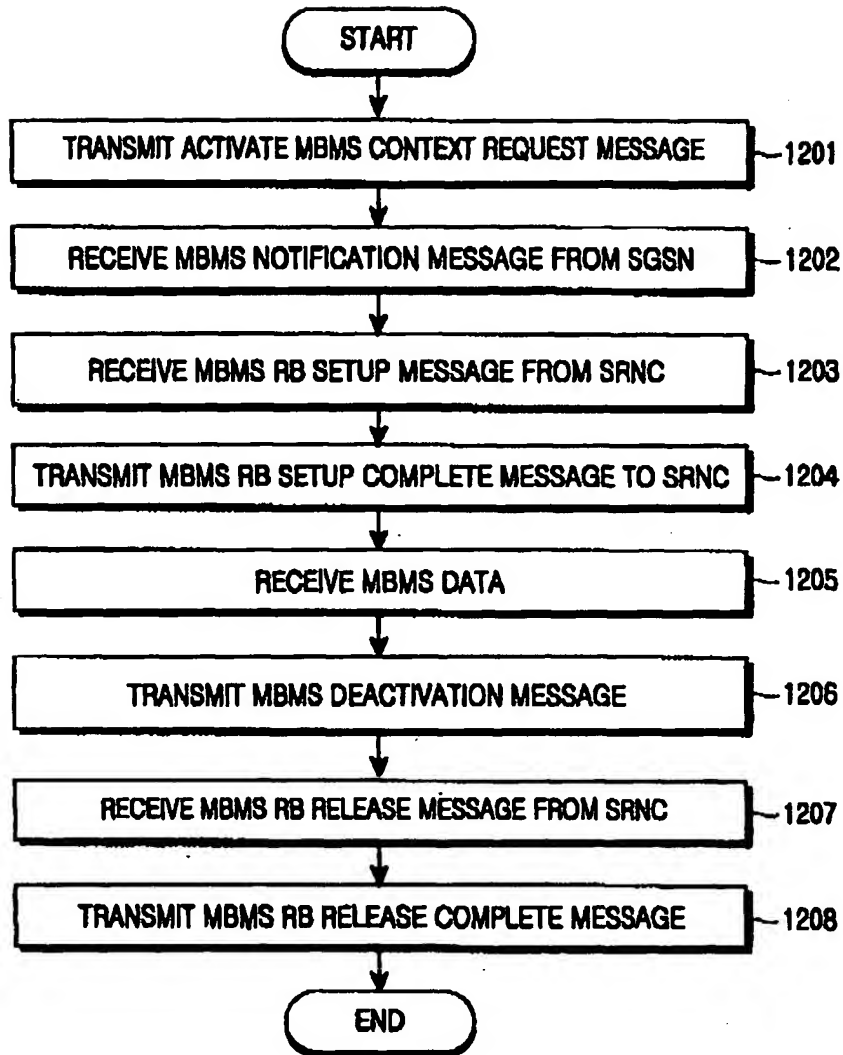 START
TRANSMIT ACTIVATE MBMS CONTEXT REQUEST MESSAGE 1201
RECEIVE MBMS NOTIFICATION MESSAGE FROM SGSN 1202
RECEIVE MBMS RB SETUP MESSAGE FROM SRNC 1203
TRANSMIT MBMS RB SETUP COMPLETE MESSAGE TO SRNC 1204
RECEIVE MBMS DATA 1205
TRANSMIT MBMS DEACTIVATION MESSAGE 1206
RECEIVE MBMS RB RELEASE MESSAGE FROM SRNC 1207
TRANSMIT MBMS RB RELEASE COMPLETE MESSAGE 1208
END